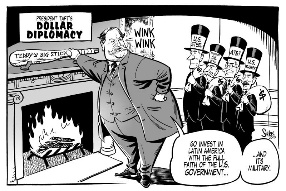 PRESIDENT TAFT'S
DOLLAR
DIPLOMACY
TEDDY'S BIG STICK
WINK
WINK
U.S.
U.S.
GO INVEST IN
LATIN AMERICA
WITH THE FULL
FAITH OF THE U.S.
GOVERNMENT...
...AND
ITS
MILITARY.